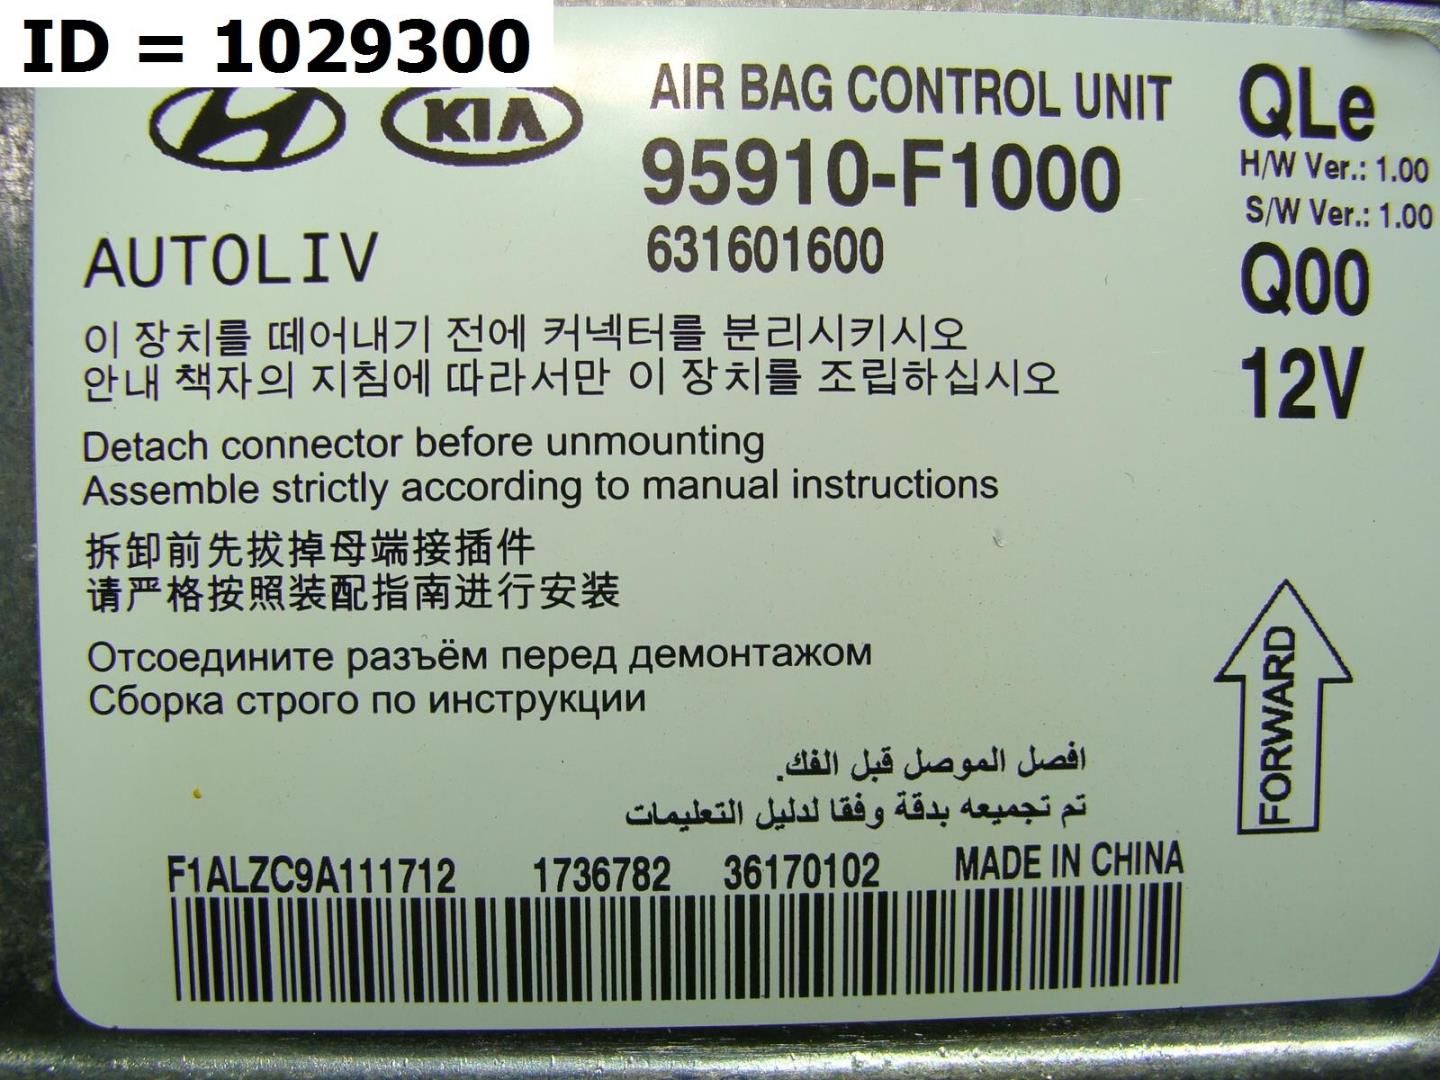 ID = 1029300
KIA
AIR BAG CONTROL UNIT
95910-F1000
631601600
QLe
H/W Ver.: 1.00
S/W Ver.: 1.00
Q00
12V
AUTOLIV
이 장치를 떼어내기 전에 커넥터를 분리시키시오
안내 책자의 지침에 따라서만 이 장치를 조립하십시오
Detach connector before unmounting
Assemble strictly according to manual instructions
拆卸前先拔掉母端接插件
请严格按照装配指南进行安装
Отсоедините разъём перед демонтажом
Сборка строго по инструкции
افصل الموصل قبل الفك.
تم تجميعه بدقة وفقا لدليل التعليمات
FORWARD
F1ALZC9A111712 1736782 36170102 MADE IN CHINA